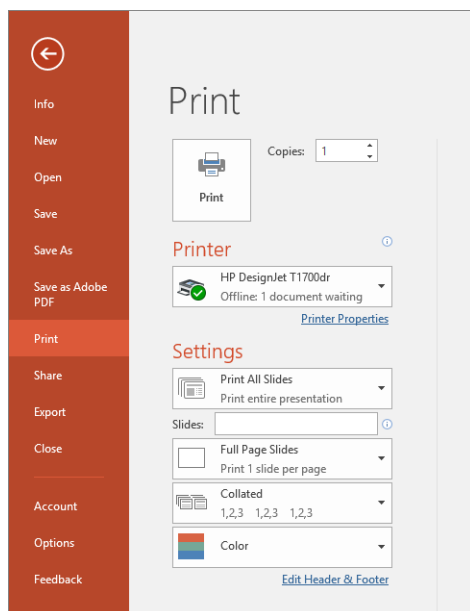 Info
New
Open
Save
Save As
Save as Adobe
PDF
Print
Share
Export
Close
Account
Options
Feedback
Print
Print
Copies: 1
Printer
HP DesignJet T1700dr
Offline: 1 document waiting
Printer Properties
Settings
Print All Slides
Print entire presentation
Slides:
Full Page Slides
Print 1 slide per page
Collated
1,2,3 1,2,3 1,2,3
Color
Edit Header & Footer